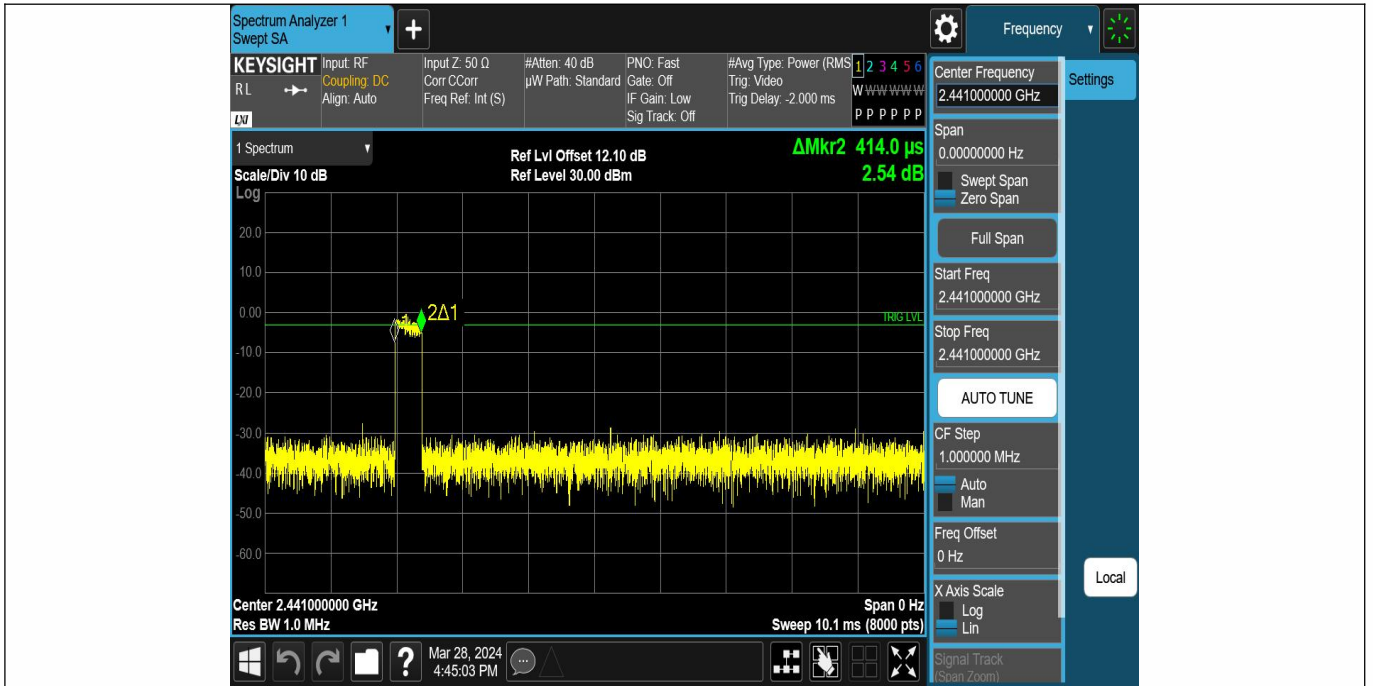 Spectrum Analyzer 1
Swept SA
+
Frequency
KEYSIGHT
RL
LXI
Input: RF
Coupling: DC
Align: Auto
Input Z: 50 Ω
Corr CCorr
Freq Ref: Int (S)
#Atten: 40 dB
µW Path: Standard
PNO: Fast
Gate: Off
IF Gain: Low
Sig Track: Off
#Avg Type: Power (RMS
Trig: Video
Trig Delay: -2.000 ms
1 2 3 4 5 6
W W W W W W
P P P P P P
1 Spectrum
Scale/Div 10 dB
Log
Ref Lvl Offset 12.10 dB
Ref Level 30.00 dBm
ΔMkr2 414.0 µs
2.54 dB
20.0
10.0
0.00
-10.0
-20.0
-30.0
-40.0
-50.0
-60.0
2Δ1
TRIG LVL
Center 2.441000000 GHz
Res BW 1.0 MHz
Span 0 Hz
Sweep 10.1 ms (8000 pts)
Center Frequency
2.441000000 GHz
Settings
Span
0.00000000 Hz
Swept Span
Zero Span
Full Span
Start Freq
2.441000000 GHz
Stop Freq
2.441000000 GHz
AUTO TUNE
CF Step
1.000000 MHz
Auto
Man
Freq Offset
0 Hz
X Axis Scale
Log
Lin
Local
Signal Track
(Span Zoom)
?
Mar 28, 2024
4:45:03 PM